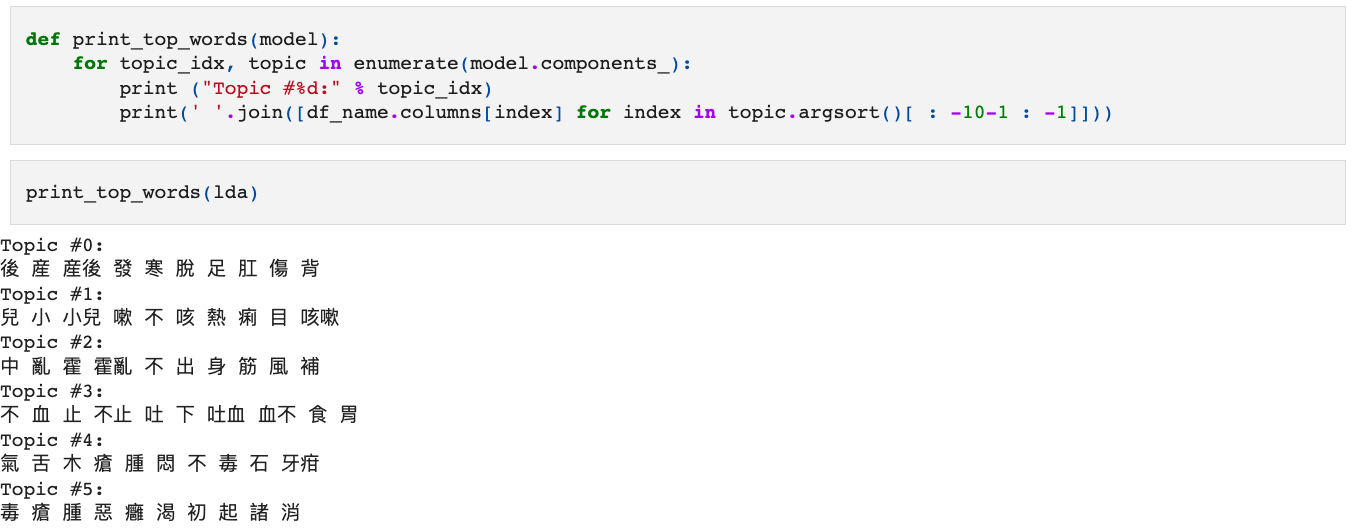 def print_top_words(model):
    for topic_idx, topic in enumerate(model.components_):
        print ("Topic #%d:" % topic_idx)
        print(' '.join([df_name.columns[index] for index in topic.argsort()[ : -10-1 : -1]]))
print_top_words(lda)
Topic #0:
後 産 産後 發 寒 脫 足 肛 傷 背
Topic #1:
兒 小 小兒 嗽 不 咳 熱 痢 目 咳嗽
Topic #2:
中 亂 霍 霍亂 不 出 身 筋 風 補
Topic #3:
不 血 止 不止 吐 下 吐血 血不 食 胃
Topic #4:
氣 舌 木 瘡 腫 悶 不 毒 石 牙疳
Topic #5:
毒 瘡 腫 惡 癰 渴 初 起 諸 消